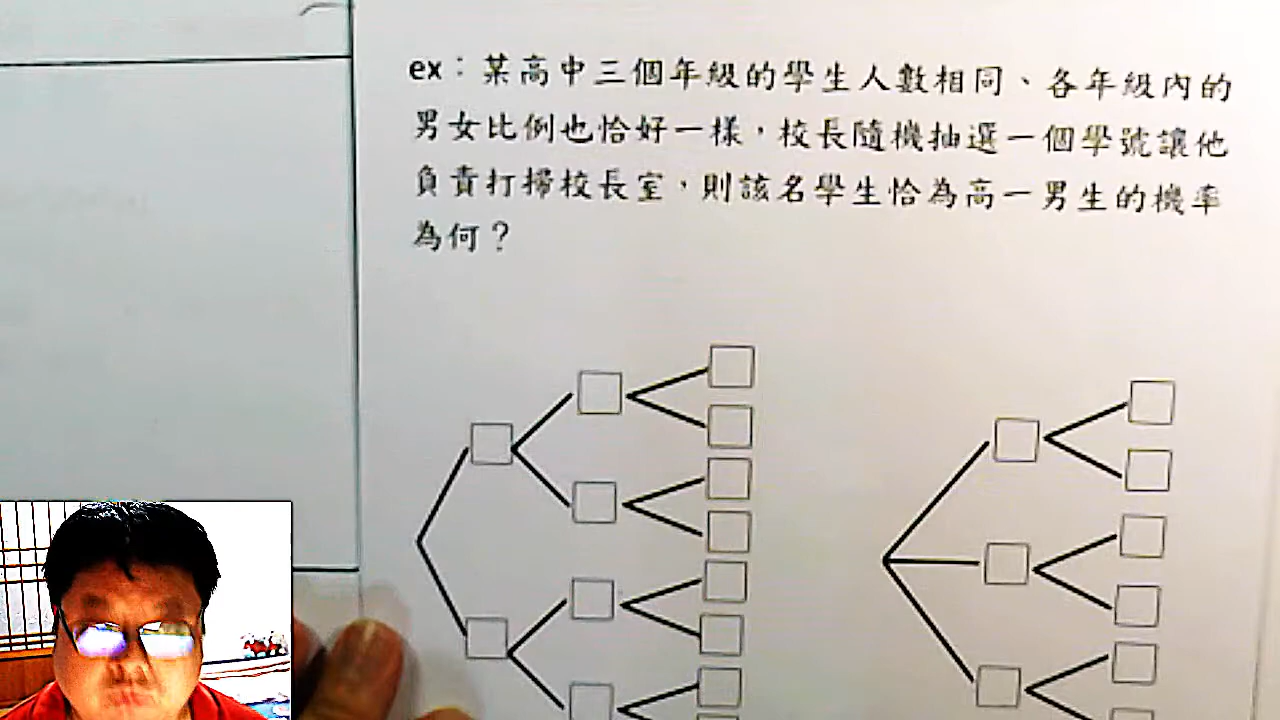 ex：某高中三個年級的學生人數相同、各年級內的
男女比例也恰好一樣，校長隨機抽選一個學號讓他
負責打掃校長室，則該名學生恰為高一男生的機率
為何？